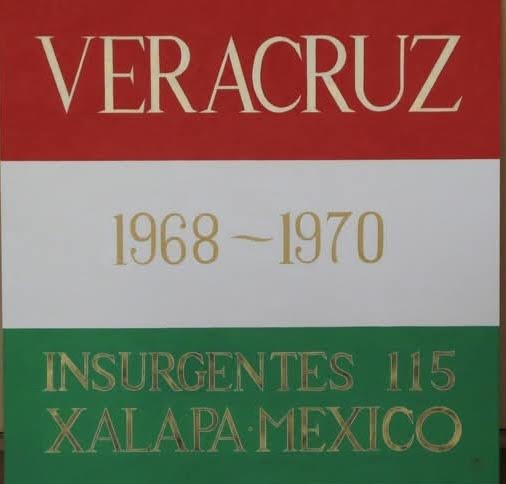 VERACRUZ
1968~1970
INSURGENTES 115
XALAPA·MEXICO